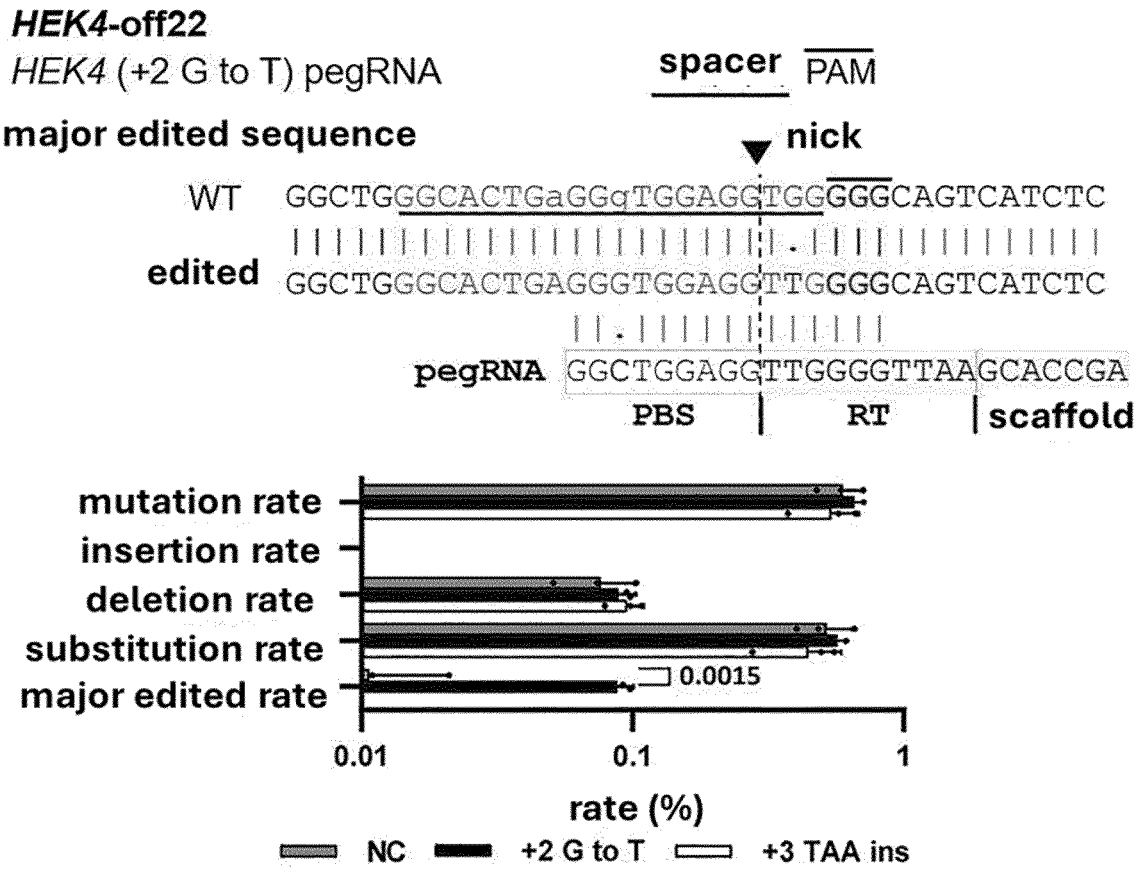 HEK4-off22
HEK4 (+2 G to T) pegRNA
spacer PAM
major edited sequence
nick
WT GGCTGGGCACTGaGGqTGGAGGTGGGGGCAGTCATCTC
edited GGCTGGGCACTGAGGGTGGAGGTTGGGGCAGTCATCTC
pegRNA GGCTGGAGGTTGGGGTTAAGCACCGA
PBS | RT | scaffold
mutation rate
insertion rate
deletion rate
substitution rate
0.0015
major edited rate
0.01 0.1 1
rate (%)
NC +2 G to T +3 TAA ins